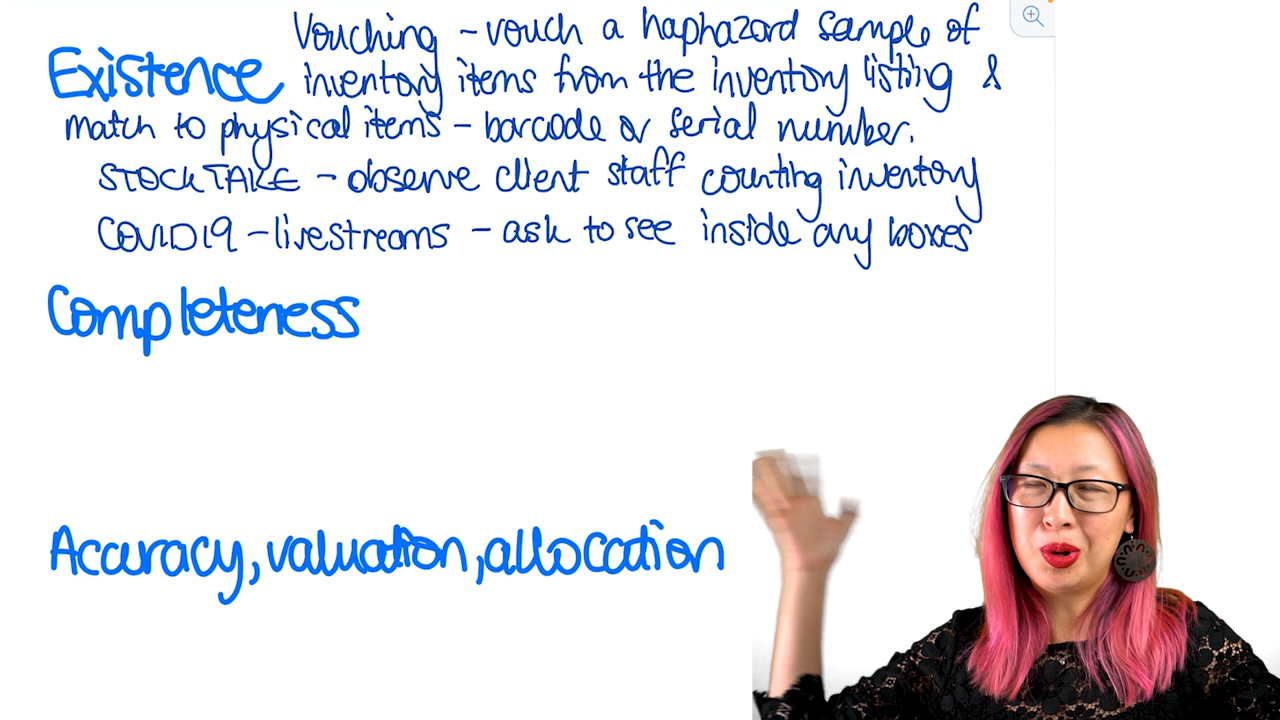 Vouching - vouch a haphazard sample of
Existence inventory items from the inventory listing &
match to physical items - barcode or serial number.
STOCKTAKE - observe client staff counting inventory
COVID19 - livestreams - ask to see inside any boxes
Completeness
Accuracy, valuation, allocation